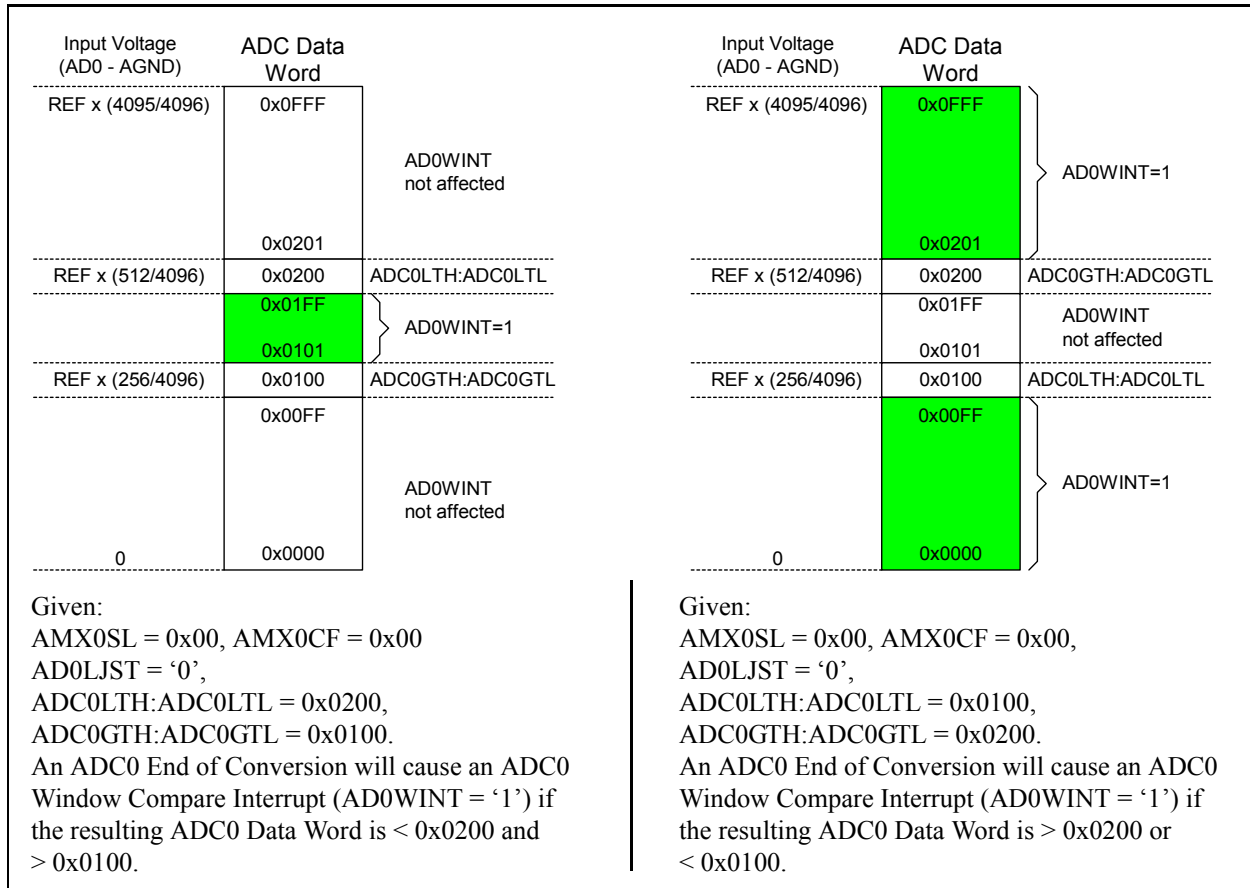 Input Voltage
(AD0 - AGND)
ADC Data
Word
REF x (4095/4096)
0x0FFF
AD0WINT
not affected
0x0201
REF x (512/4096)
0x0200
ADC0LTH:ADC0LTL
0x01FF
AD0WINT=1
0x0101
REF x (256/4096)
0x0100
ADC0GTH:ADC0GTL
0x00FF
AD0WINT
not affected
0
0x0000
Given:
AMX0SL = 0x00, AMX0CF = 0x00
AD0LJST = ‘0’,
ADC0LTH:ADC0LTL = 0x0200,
ADC0GTH:ADC0GTL = 0x0100.
An ADC0 End of Conversion will cause an ADC0
Window Compare Interrupt (AD0WINT = ‘1’) if
the resulting ADC0 Data Word is < 0x0200 and
> 0x0100.
Input Voltage
(AD0 - AGND)
ADC Data
Word
REF x (4095/4096)
0x0FFF
AD0WINT=1
0x0201
REF x (512/4096)
0x0200
ADC0GTH:ADC0GTL
0x01FF
AD0WINT
not affected
0x0101
REF x (256/4096)
0x0100
ADC0LTH:ADC0LTL
0x00FF
AD0WINT=1
0
0x0000
Given:
AMX0SL = 0x00, AMX0CF = 0x00,
AD0LJST = ‘0’,
ADC0LTH:ADC0LTL = 0x0100,
ADC0GTH:ADC0GTL = 0x0200.
An ADC0 End of Conversion will cause an ADC0
Window Compare Interrupt (AD0WINT = ‘1’) if
the resulting ADC0 Data Word is > 0x0200 or
< 0x0100.